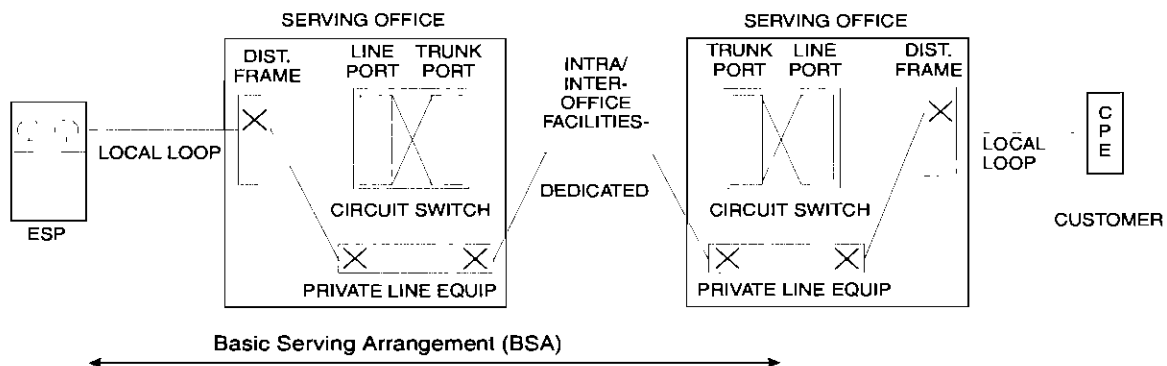 SERVING OFFICE
SERVING OFFICE
DIST.
FRAME
LINE
PORT
TRUNK
PORT
INTRA/
INTER-
OFFICE
FACILITIES-
DEDICATED
TRUNK
PORT
LINE
PORT
DIST.
FRAME
LOCAL LOOP
ESP
CIRCUIT SWITCH
PRIVATE LINE EQUIP
CIRCUIT SWITCH
PRIVATE LINE EQUIP
LOCAL
LOOP
C
P
E
CUSTOMER
Basic Serving Arrangement (BSA)